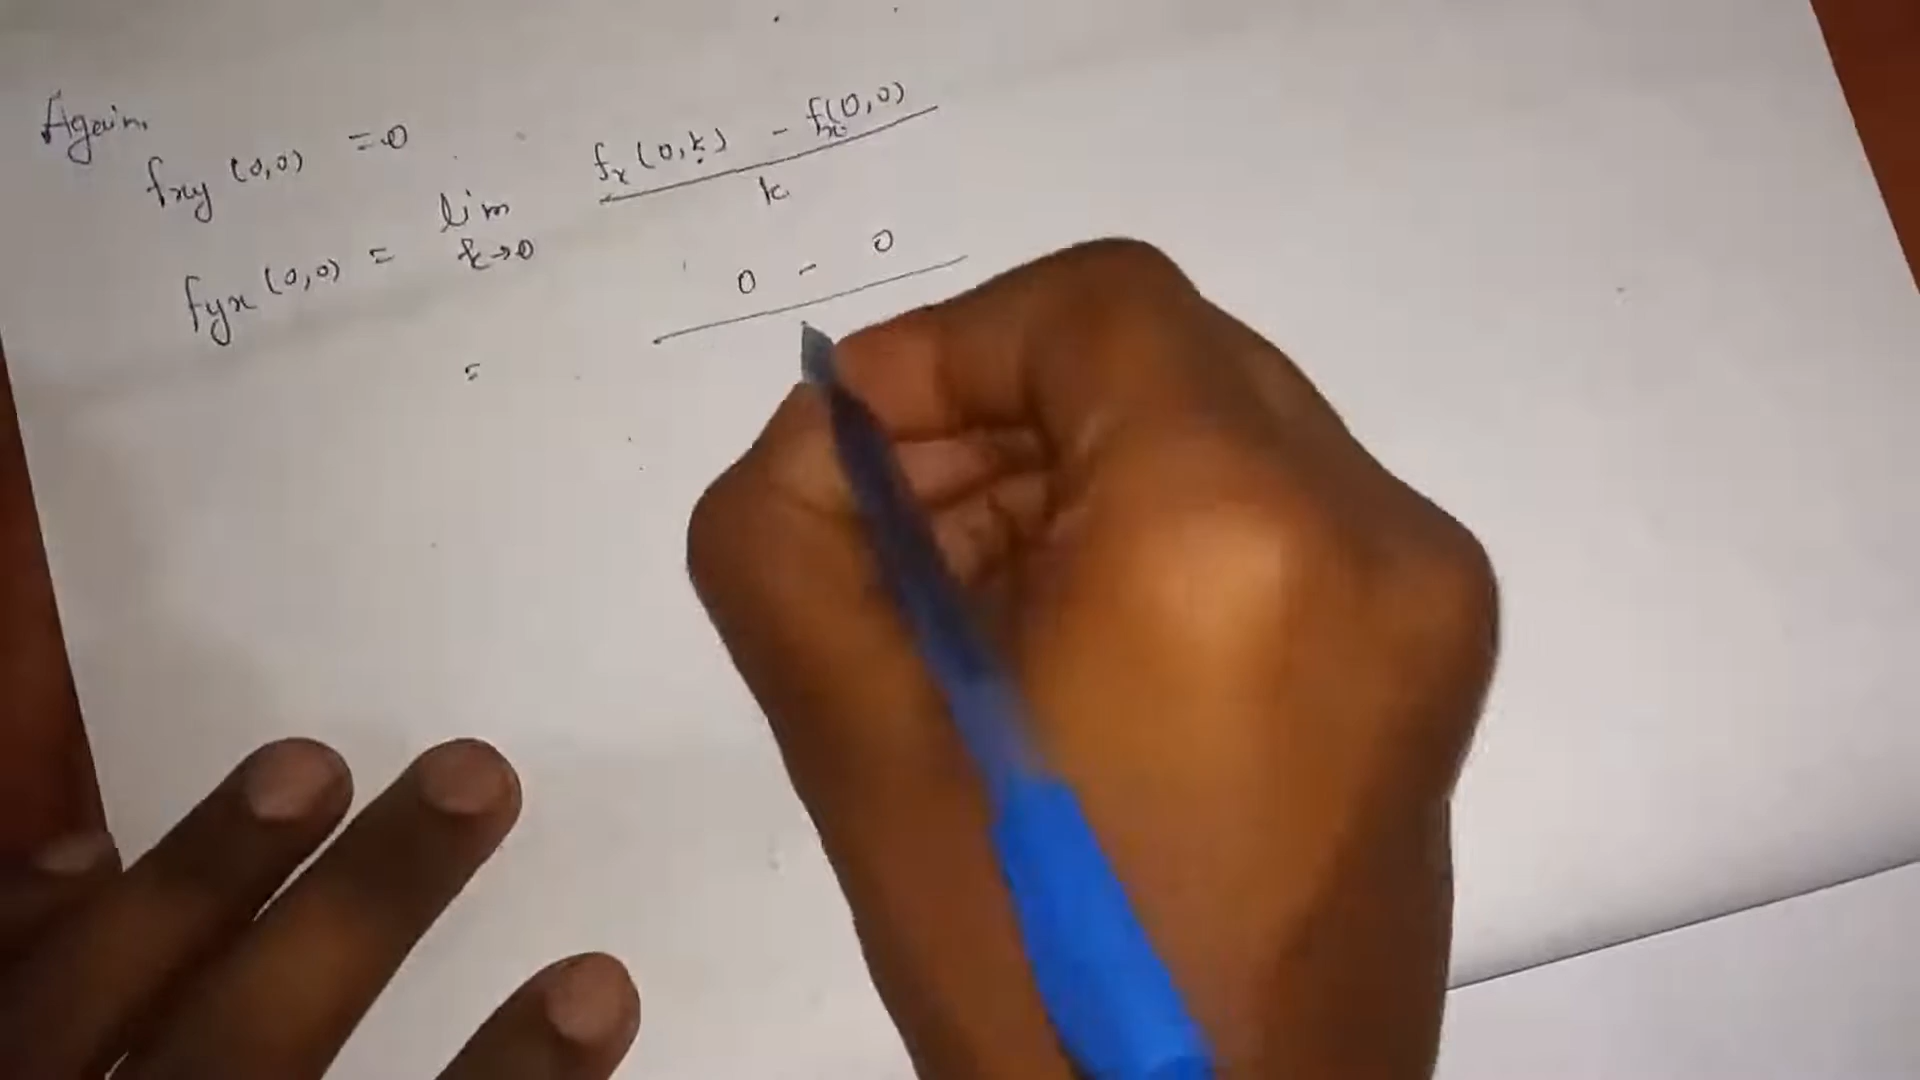 Again,
fxy (0,0) = 0
fyx (0,0) = lim k→0 fx (0,k) - fx(0,0) / k
= 0 - 0